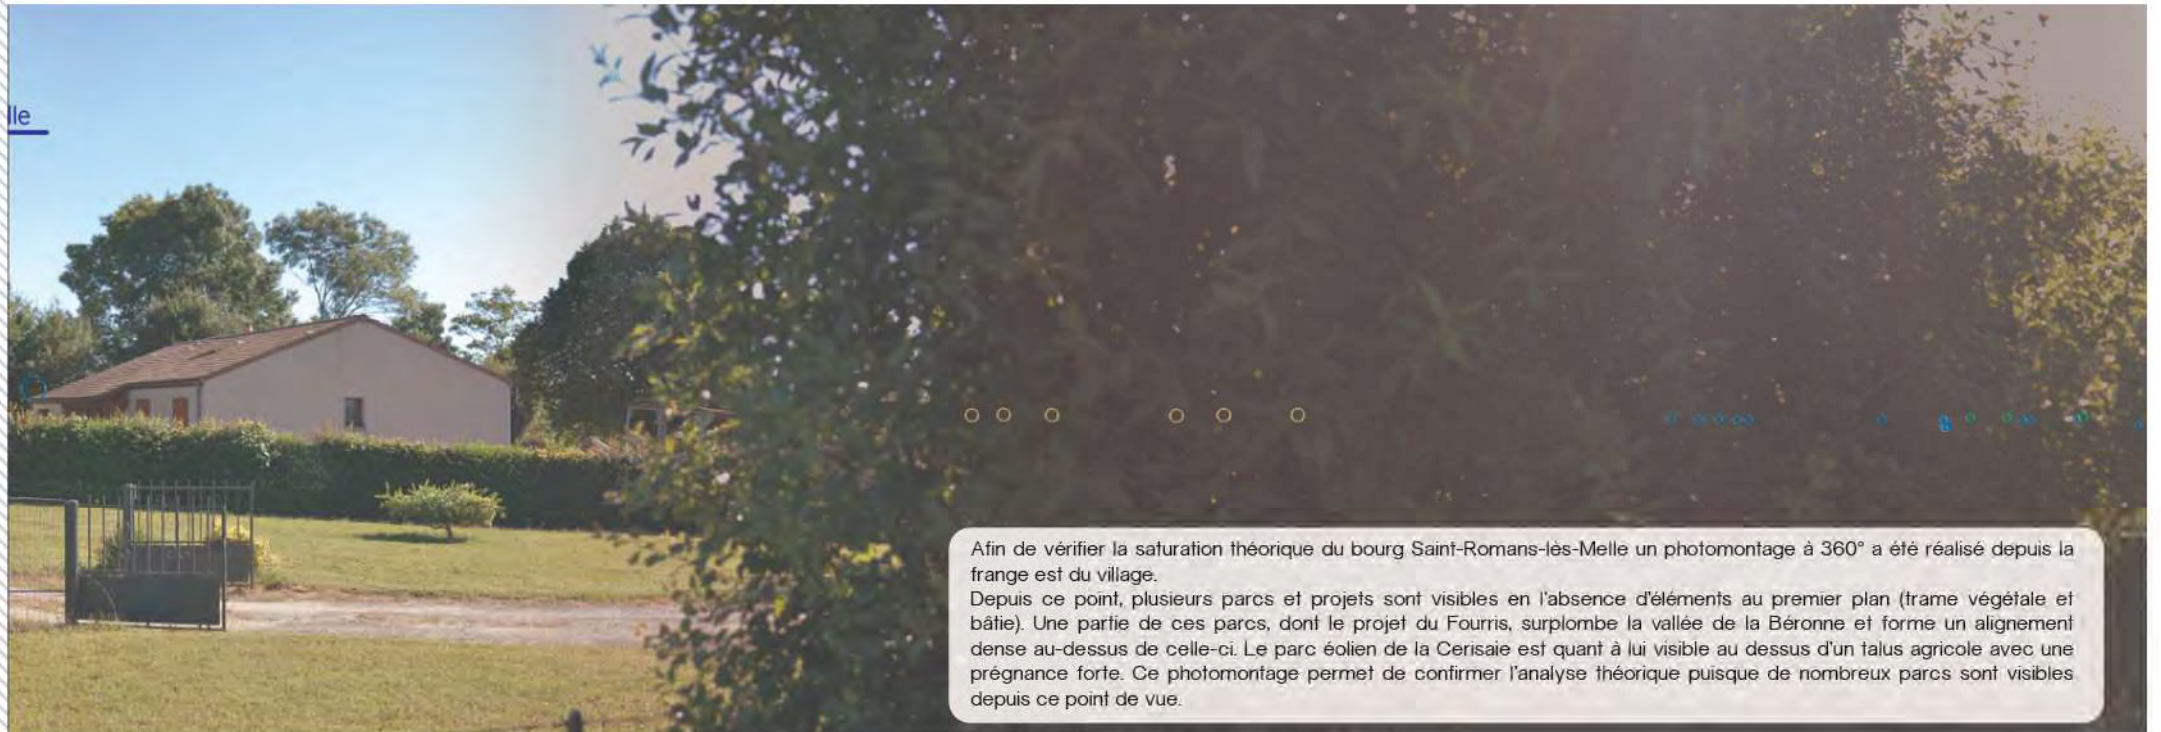 lle
Afin de vérifier la saturation théorique du bourg Saint-Romans-lès-Melle un photomontage à 360° a été réalisé depuis la
frange est du village.
Depuis ce point, plusieurs parcs et projets sont visibles en l'absence d'éléments au premier plan (trame végétale et
bâtie). Une partie de ces parcs, dont le projet du Fourris, surplombe la vallée de la Béronne et forme un alignement
dense au-dessus de celle-ci. Le parc éolien de la Cerisaie est quant à lui visible au dessus d'un talus agricole avec une
prégnance forte. Ce photomontage permet de confirmer l'analyse théorique puisque de nombreux parcs sont visibles
depuis ce point de vue.